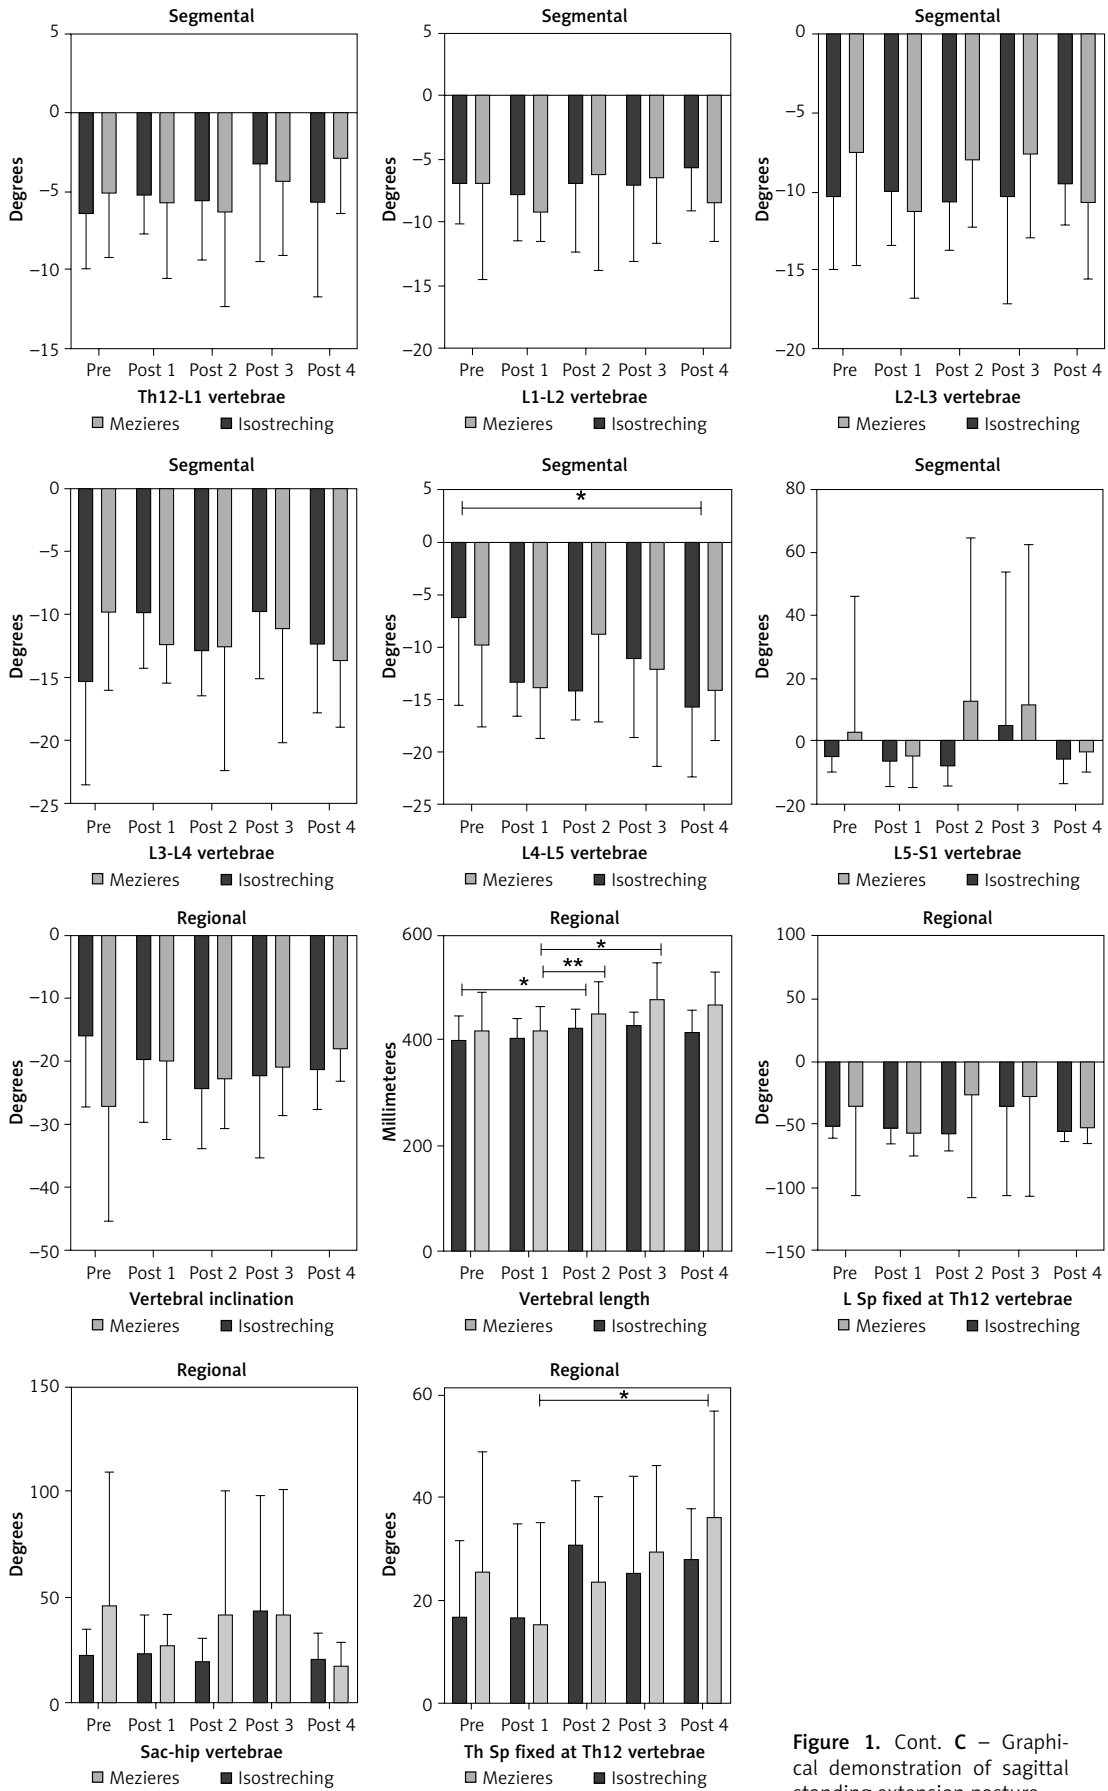 Segmental Segmental Segmental
5 5 0
0 0 −5
−5 −5 −10
−10 −10 −15
−15 −15 −20
−20
Degrees Degrees Degrees
Pre Post 1 Post 2 Post 3 Post 4 Pre Post 1 Post 2 Post 3 Post 4 Pre Post 1 Post 2 Post 3 Post 4
Th12-L1 vertebrae L1-L2 vertebrae L2-L3 vertebrae
Mezieres Isostreching Mezieres Isostreching Mezieres Isostreching
Segmental Segmental Segmental
0 5 80
−5 0 60
−10 −5 40
−15 −10 20
−20 −15 0
−25 −20 −20
−25
*
Degrees Degrees Degrees
Pre Post 1 Post 2 Post 3 Post 4 Pre Post 1 Post 2 Post 3 Post 4 Pre Post 1 Post 2 Post 3 Post 4
L3-L4 vertebrae L4-L5 vertebrae L5-S1 vertebrae
Mezieres Isostreching Mezieres Isostreching Mezieres Isostreching
Regional Regional Regional
0 600 100
−10 400 50
−20 200 0
−30 0 −50
−40 −100
−50 −150
*
**
*
Degrees Millimeteres Degrees
Pre Post 1 Post 2 Post 3 Post 4 Pre Post 1 Post 2 Post 3 Post 4 Pre Post 1 Post 2 Post 3 Post 4
Vertebral inclination Vertebral length L Sp fixed at Th12 vertebrae
Mezieres Isostreching Mezieres Isostreching Mezieres Isostreching
Regional Regional
150 60
100 40
50 20
0 0
*
Degrees Degrees
Pre Post 1 Post 2 Post 3 Post 4 Pre Post 1 Post 2 Post 3 Post 4
Sac-hip vertebrae Th Sp fixed at Th12 vertebrae
Mezieres Isostreching Mezieres Isostreching
Figure 1. Cont. C – Graphi-
cal demonstration of sagittal
standing extension posture